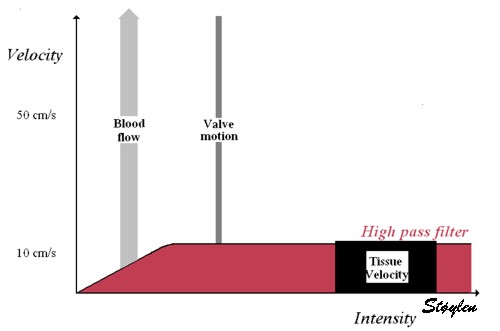 Velocity
50 cm/s
Blood
flow
Valve
motion
High pass filter
10 cm/s
Tissue
Velocity
Støylen
Intensity